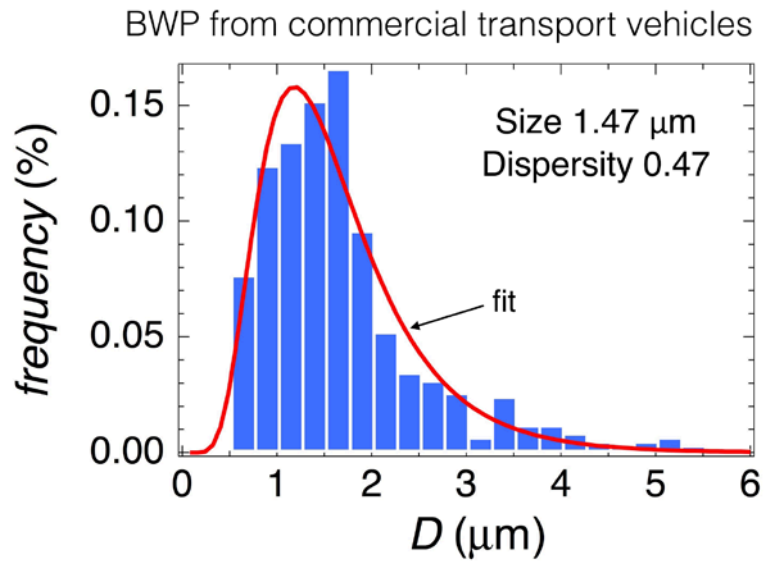 BWP from commercial transport vehicles
0.15
0.10
0.05
0.00
frequency (%)
Size 1.47 μm
Dispersity 0.47
fit
0 1 2 3 4 5 6
D (μm)